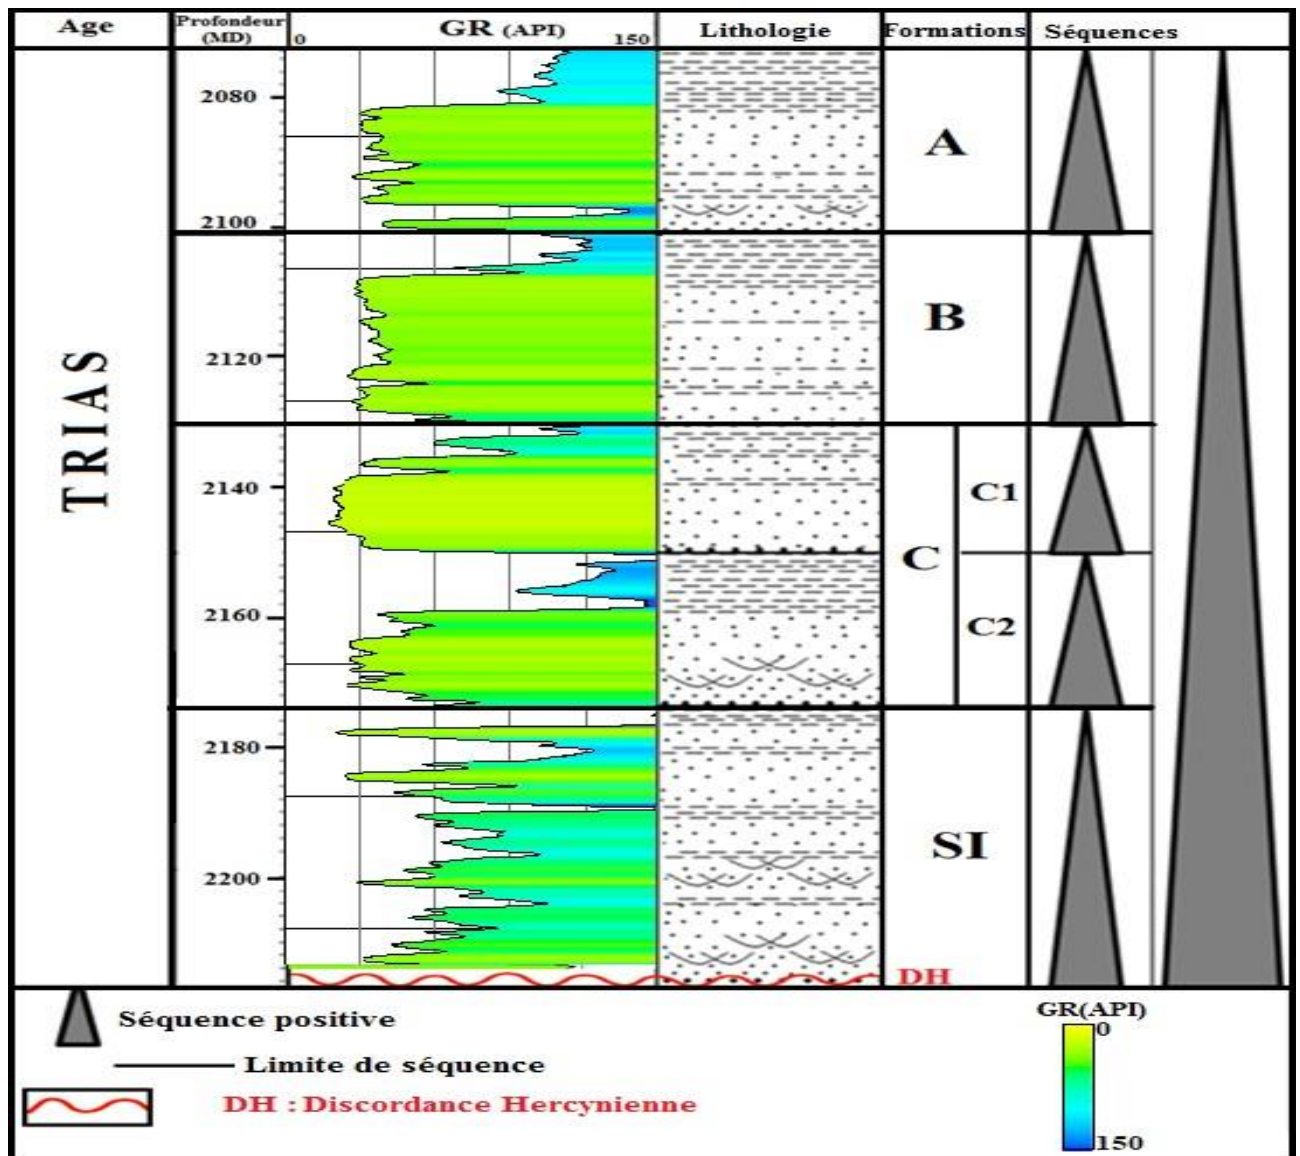 Age
Profondeur
(MD)
0 GR (API) 150
Lithologie
Formations
Séquences
2080
A
2100
B
2120
TRIAS
2140
C1
C
2160
C2
2180
SI
2200
DH
Séquence positive
Limite de séquence
DH : Discordance Hercynienne
GR(API)
0
150